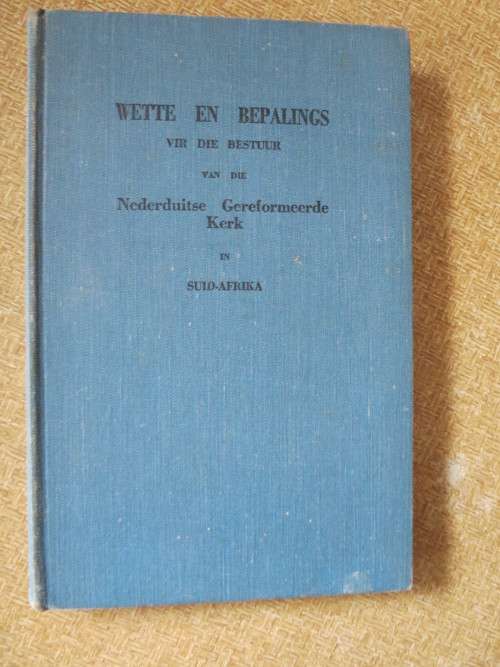 WETTE EN BEPALINGS
VIR DIE BESTUUR
VAN DIE
Nederduitse Gereformeerde
Kerk
IN
SUID-AFRIKA